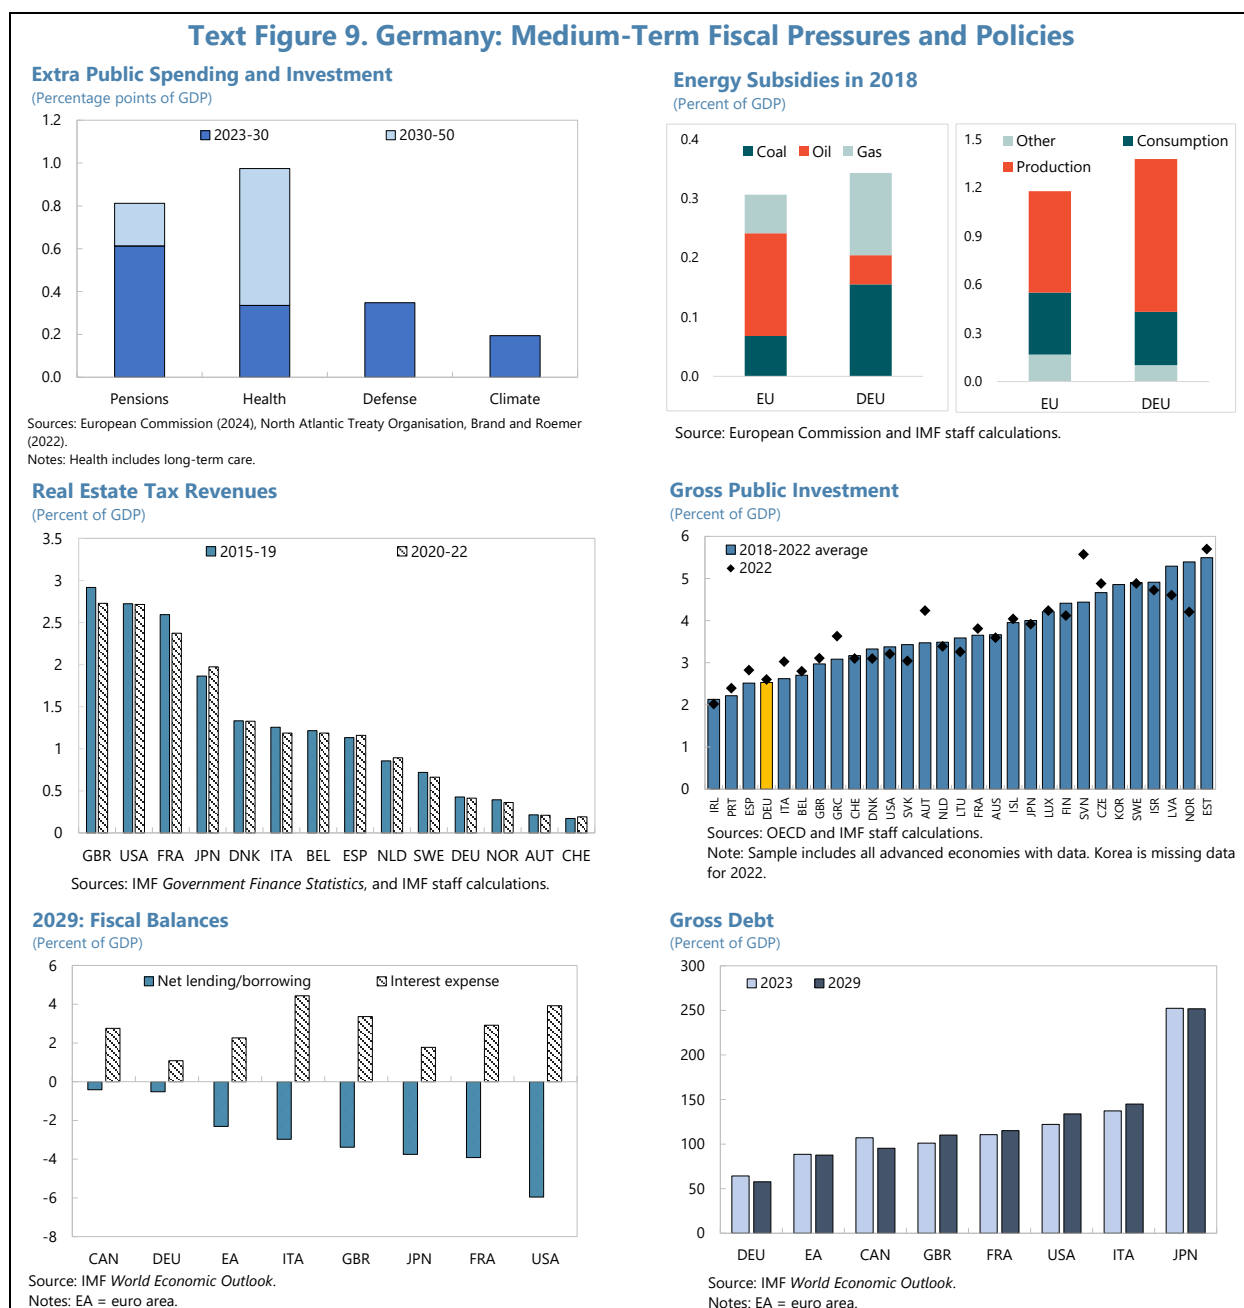 Text Figure 9. Germany: Medium-Term Fiscal Pressures and Policies
Extra Public Spending and Investment
(Percentage points of GDP)
1.2
1.0
0.8
0.6
0.4
0.2
0.0
2023-30
2030-50
Pensions Health Defense Climate
Sources: European Commission (2024), North Atlantic Treaty Organisation, Brand and Roemer
(2022).
Notes: Health includes long-term care.
Energy Subsidies in 2018
(Percent of GDP)
0.4
0.3
0.2
0.1
0.0
Coal Oil Gas
EU DEU
1.5
1.2
0.9
0.6
0.3
0.0
Other Consumption
Production
EU DEU
Source: European Commission and IMF staff calculations.
Real Estate Tax Revenues
(Percent of GDP)
3.5
3
2.5
2
1.5
1
0.5
0
2015-19 2020-22
GBR USA FRA JPN DNK ITA BEL ESP NLD SWE DEU NOR AUT CHE
Sources: IMF Government Finance Statistics, and IMF staff calculations.
Gross Public Investment
(Percent of GDP)
6
5
4
3
2
1
0
2018-2022 average
2022
IRL PRT ESP DEU ITA BEL GBR GRC CHE DNK USA SVK AUT NLD LTU FRA AUS ISL JPN LUX FIN SVN CZE KOR SWE ISR LVA NOR EST
Sources: OECD and IMF staff calculations.
Note: Sample includes all advanced economies with data. Korea is missing data
for 2022.
2029: Fiscal Balances
(Percent of GDP)
6
4
2
0
-2
-4
-6
-8
Net lending/borrowing Interest expense
CAN DEU EA ITA GBR JPN FRA USA
Source: IMF World Economic Outlook.
Notes: EA = euro area.
Gross Debt
(Percent of GDP)
300
250
200
150
100
50
0
2023 2029
DEU EA CAN GBR FRA USA ITA JPN
Source: IMF World Economic Outlook.
Notes: EA = euro area.